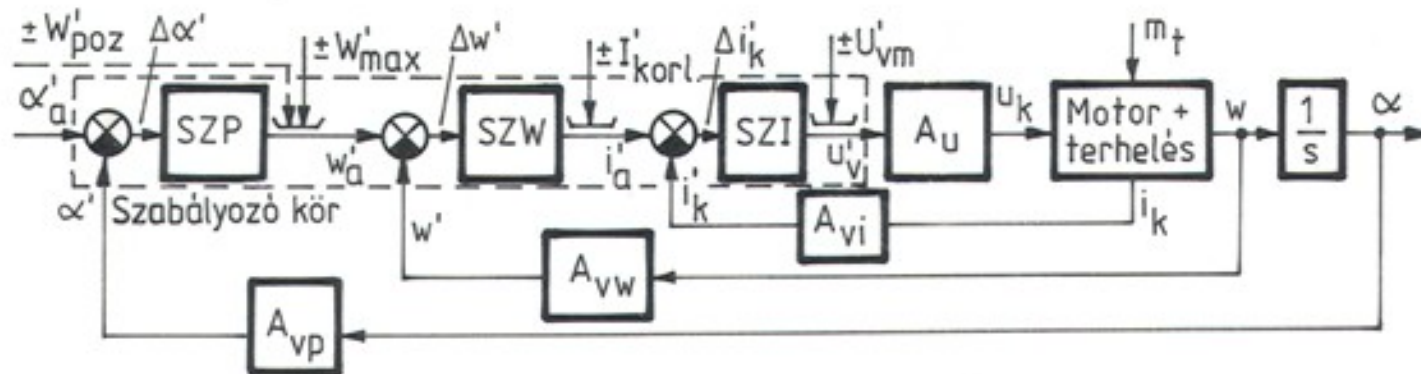 ±W'poz
Δα'
±W'max
Δw'
±I'korl
Δi'k
±U'vm
mt
α'a
SZP
w'a
SZW
i'a
SZI
u'v
Au
uk
Motor +
terhelés
w
1
s
α
α'
Szabályozó kör
w'
i'k
Avi
ik
Avw
Avp